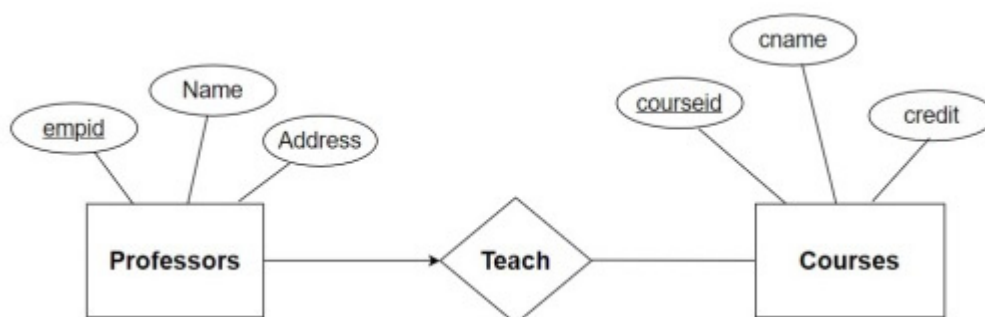 cname
Name
courseid
empid
credit
Address
Professors
Teach
Courses